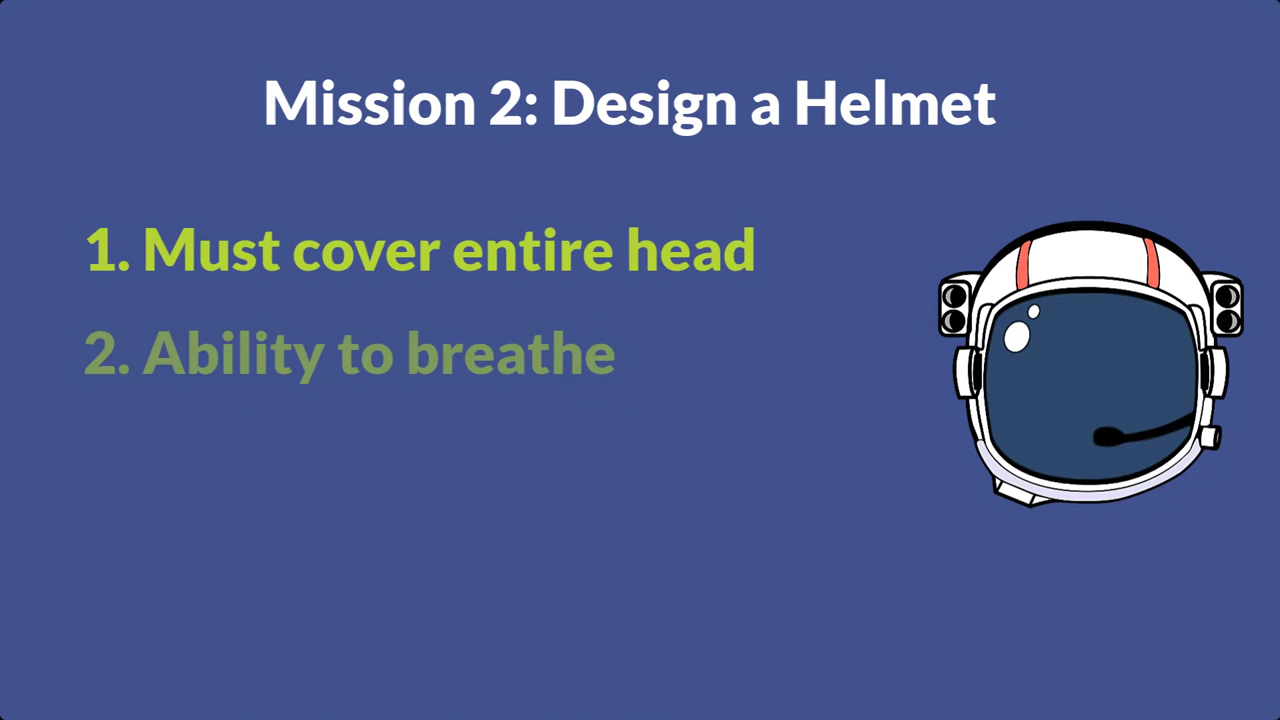 Mission 2: Design a Helmet
1. Must cover entire head
2. Ability to breathe